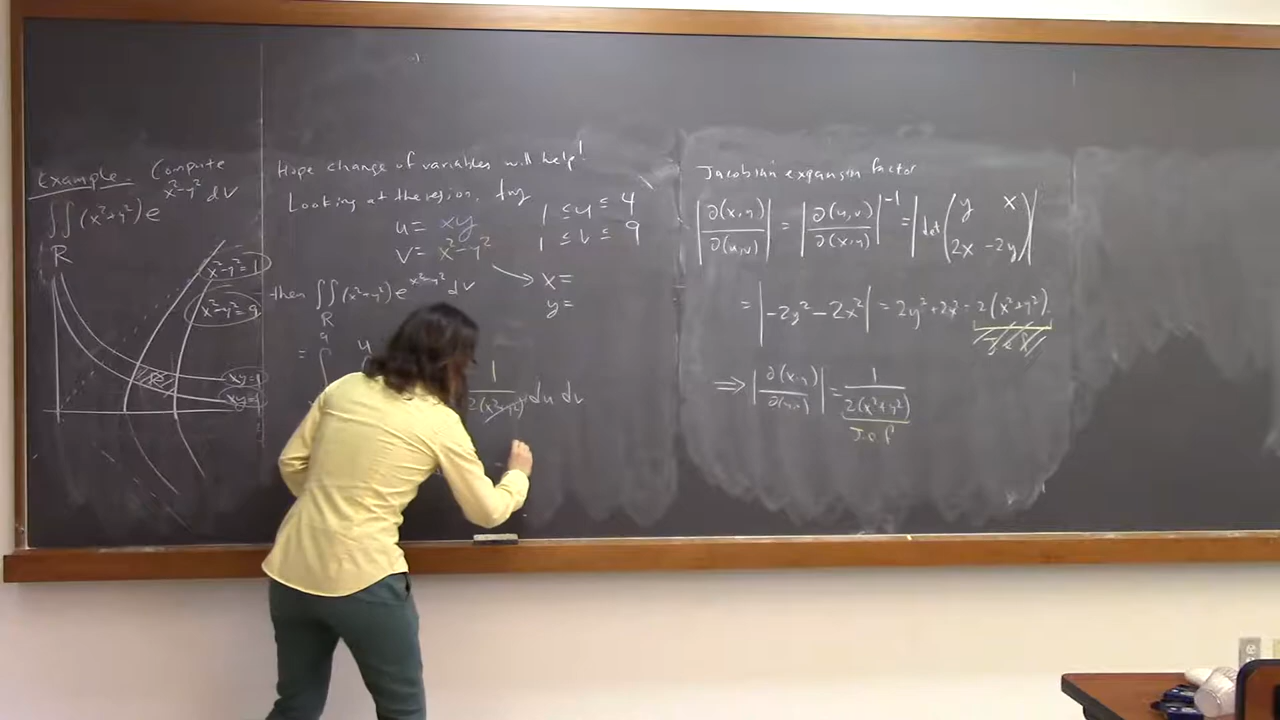 Example. Compute
∬ (x²+y²) e^{x²-y²} dV
R
x²-y²=1
x²-y²=9
xy=
xy=
Hope change of variables will help!
Looking at the region, try
u = xy
1 ≤ u ≤ 4
v = x²-y²
1 ≤ v ≤ 9
x=
y=
then ∬ (x²+y²) e^{x²-y²} dV
R
= ∫ 1/2(x²+y²) du dv
9
4
Jacobian expansion factor
|∂(x,y)/∂(u,v)| = |∂(u,v)/∂(x,y)|^{-1} = |det(y x
2x -2y)|
= |-2y²-2x²| = 2y²+2x² = 2(x²+y²).
⟹ |∂(x,y)/∂(u,v)| = 1/2(x²+y²)
J.e.f